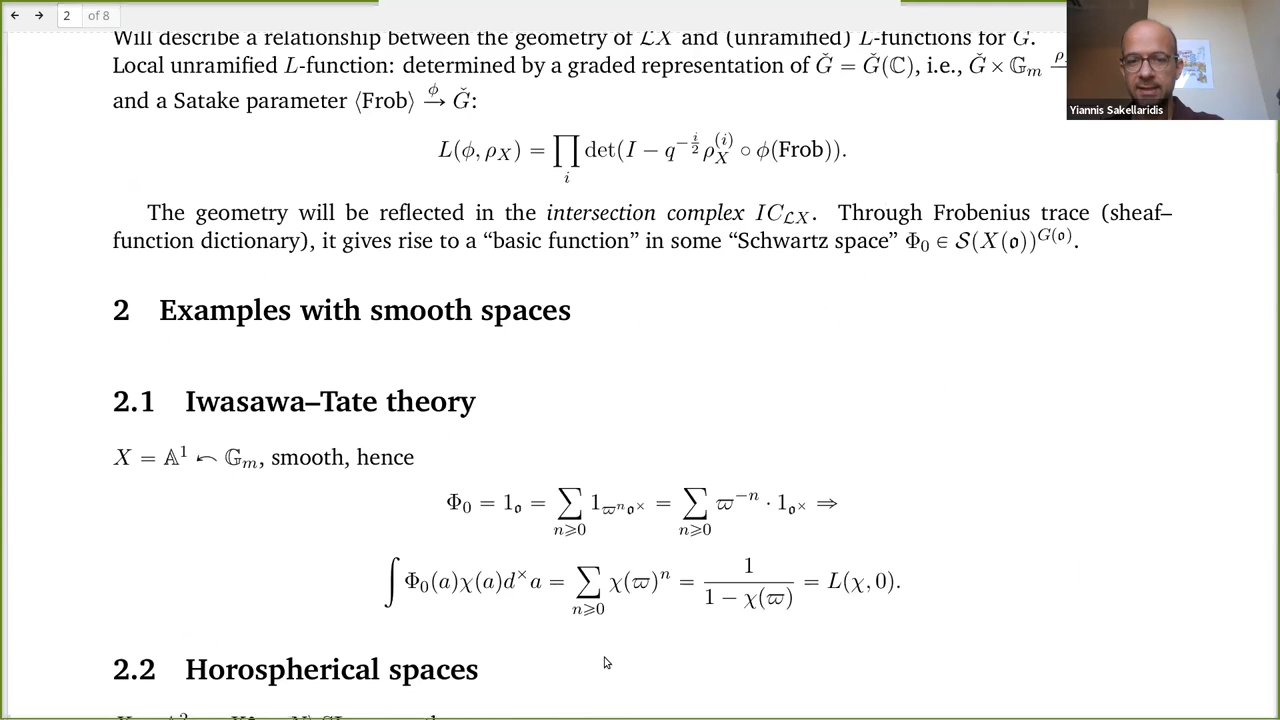 2 of 8
Will describe a relationship between the geometry of ℒX and (unramified) L-functions for G.
Local unramified L-function: determined by a graded representation of Ǧ = Ǧ(ℂ), i.e., Ǧ × 𝔾_m →
and a Satake parameter ⟨Frob⟩ →^ϕ Ǧ:
L(ϕ, ρ_X) = ∏_i det(I − q^{−i/2} ρ_X^{(i)} ∘ ϕ(Frob)).
The geometry will be reflected in the intersection complex IC_{ℒX}. Through Frobenius trace (sheaf–
function dictionary), it gives rise to a “basic function” in some “Schwartz space” Φ_0 ∈ 𝒮(X(𝔬))^{G(𝔬)}.
2 Examples with smooth spaces
2.1 Iwasawa–Tate theory
X = 𝔸^1 ↶ 𝔾_m, smooth, hence
Φ_0 = 1_𝔬 = ∑_{n⩾0} 1_{ϖ^n 𝔬^×} = ∑_{n⩾0} ϖ^{−n} · 1_{𝔬^×} ⇒
∫ Φ_0(a)χ(a)d^×a = ∑_{n⩾0} χ(ϖ)^n = 1/(1 − χ(ϖ)) = L(χ, 0).
2.2 Horospherical spaces
Yiannis Sakellaridis